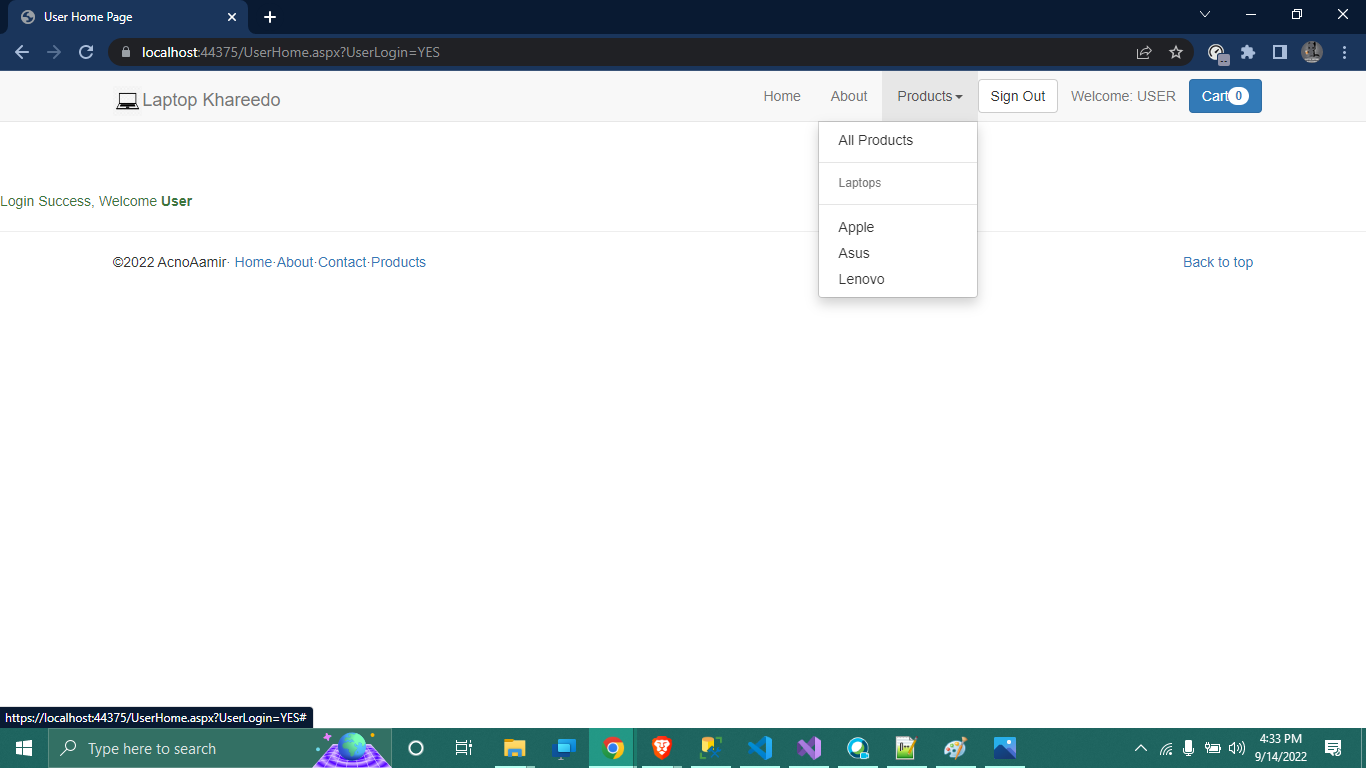 User Home Page
localhost:44375/UserHome.aspx?UserLogin=YES
Laptop Khareedo
Home About Products Sign Out Welcome: USER Cart 0
All Products
Laptops
Login Success, Welcome User
Apple
Asus
Lenovo
©2022 AcnoAamir· Home·About·Contact·Products
Back to top
https://localhost:44375/UserHome.aspx?UserLogin=YES#
Type here to search
4:33 PM
9/14/2022